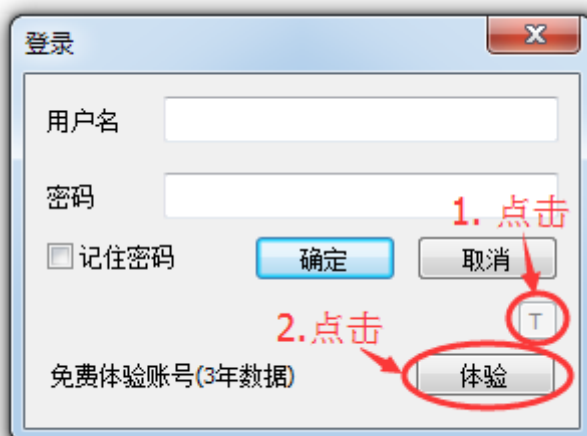 登录
用户名
密码
1. 点击
记住密码 确定 取消
T
2.点击
免费体验账号(3年数据) 体验